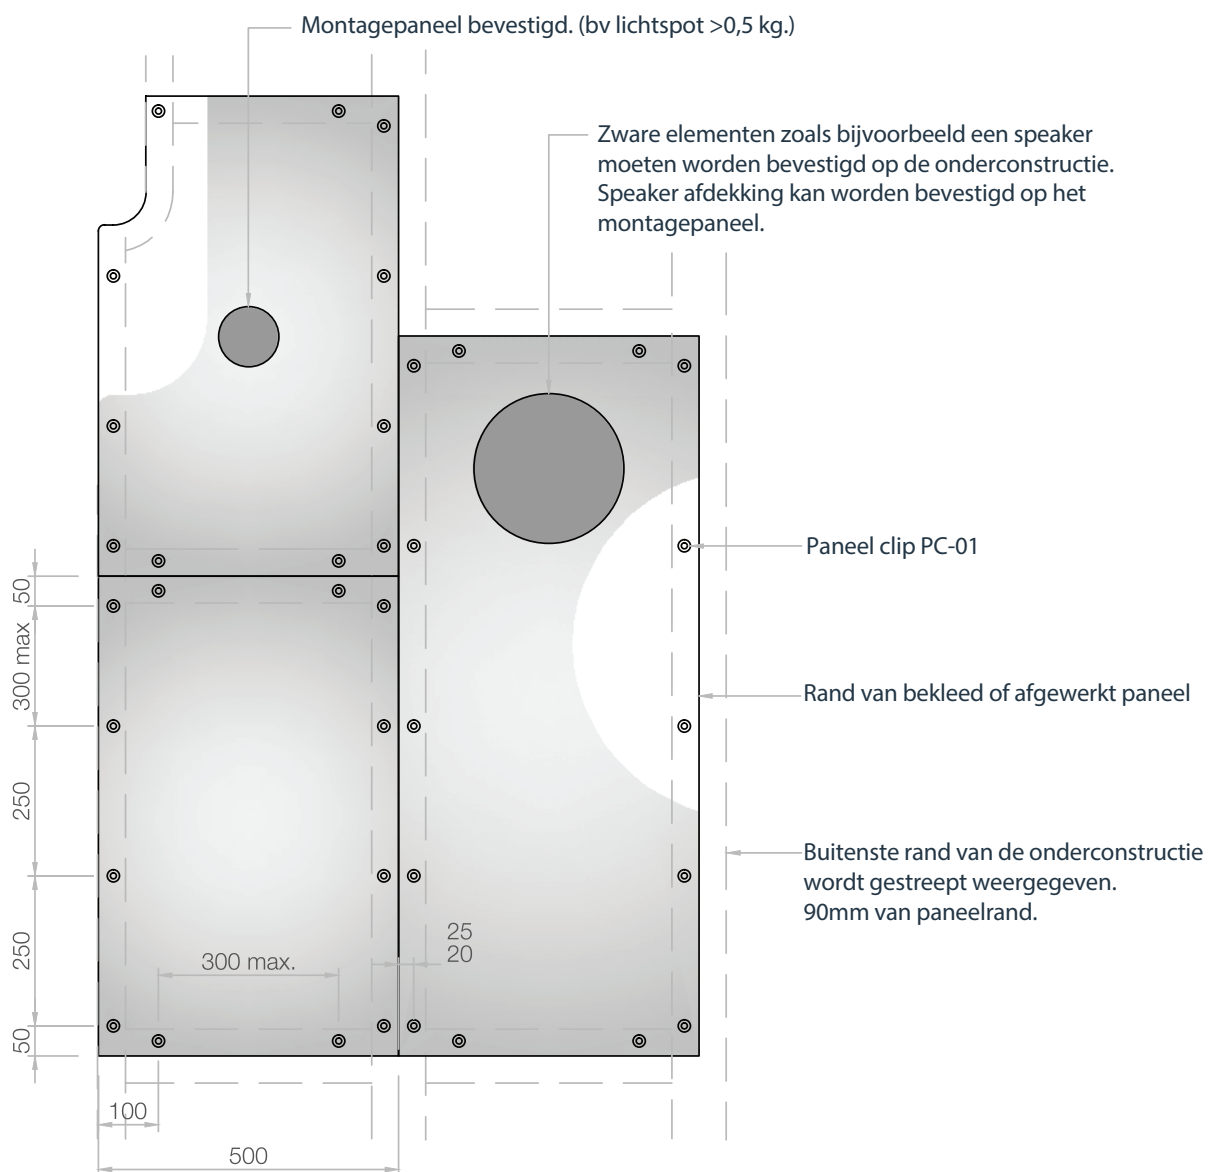 Montagepaneel bevestigd. (bv lichtspot >0,5 kg.)
Zware elementen zoals bijvoorbeeld een speaker
moeten worden bevestigd op de onderconstructie.
Speaker afdekking kan worden bevestigd op het
montagepaneel.
Paneel clip PC-01
50
300 max
Rand van bekleed of afgewerkt paneel
250
Buitenste rand van de onderconstructie
wordt gestreept weergegeven.
90mm van paneelrand.
250
25
20
300 max.
50
100
500